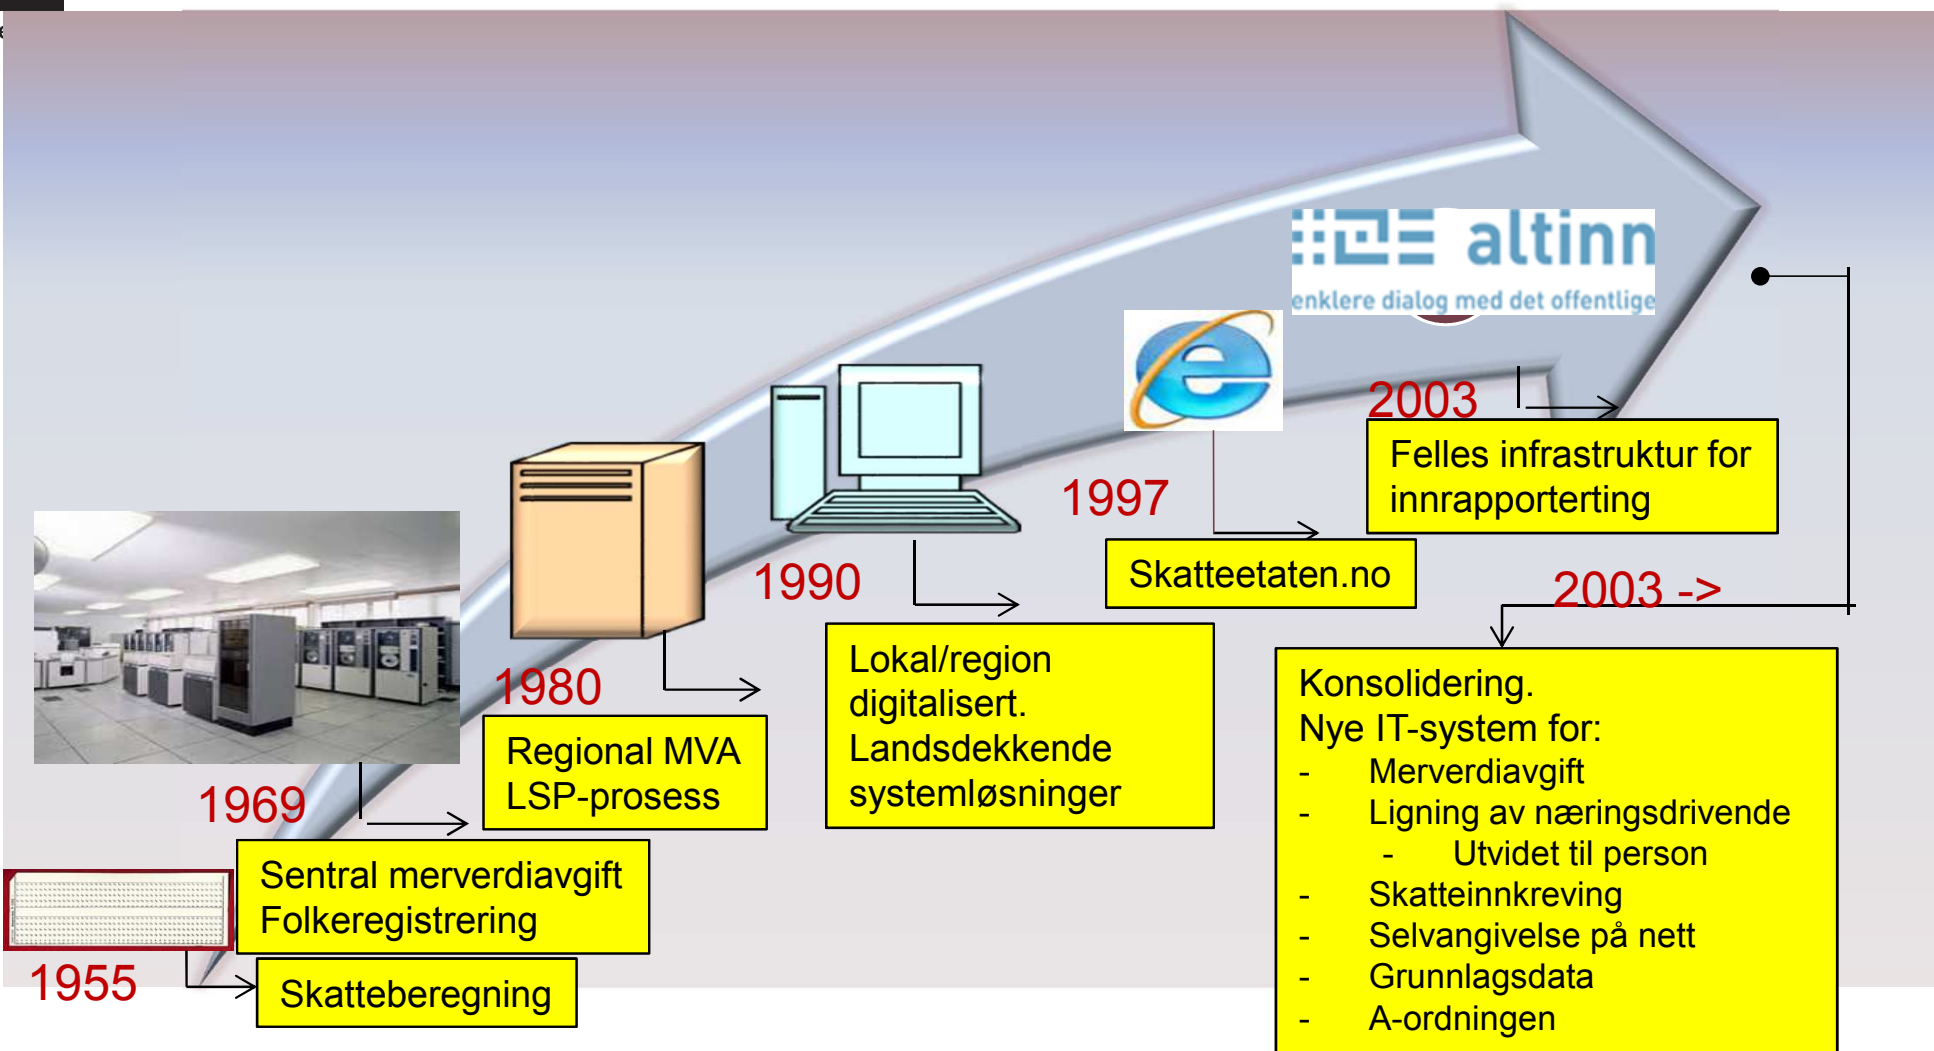 e
altinn
enklere dialog med det offentlige
2003
Felles infrastruktur for
innrapporterting
1997
Skatteetaten.no
2003 ->
1990
Lokal/region
digitalisert.
Landsdekkende
systemløsninger
1980
Regional MVA
LSP-prosess
1969
Sentral merverdiavgift
Folkeregistrering
1955
Skatteberegning
Konsolidering.
Nye IT-system for:
- Merverdiavgift
- Ligning av næringsdrivende
- Utvidet til person
- Skatteinnkreving
- Selvangivelse på nett
- Grunnlagsdata
- A-ordningen